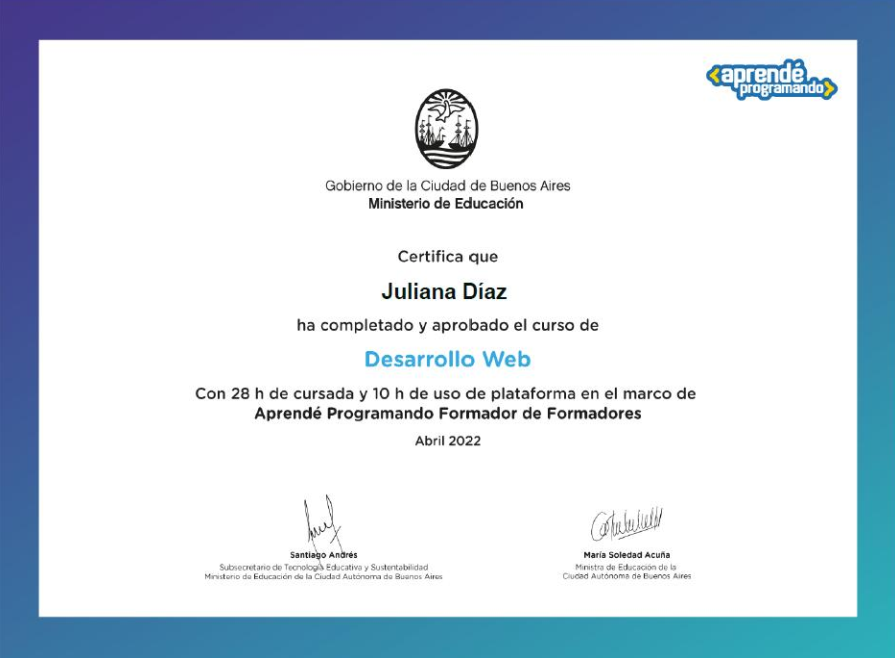 <aprendé
programando>
Gobierno de la Ciudad de Buenos Aires
Ministerio de Educación
Certifica que
Juliana Díaz
ha completado y aprobado el curso de
Desarrollo Web
Con 28 h de cursada y 10 h de uso de plataforma en el marco de
Aprendé Programando Formador de Formadores
Abril 2022
Santiago Andrés
Subsecretario de Tecnología Educativa y Sustentabilidad
Ministerio de Educación de la Ciudad Autónoma de Buenos Aires
María Soledad Acuña
Ministra de Educación de la
Ciudad Autónoma de Buenos Aires